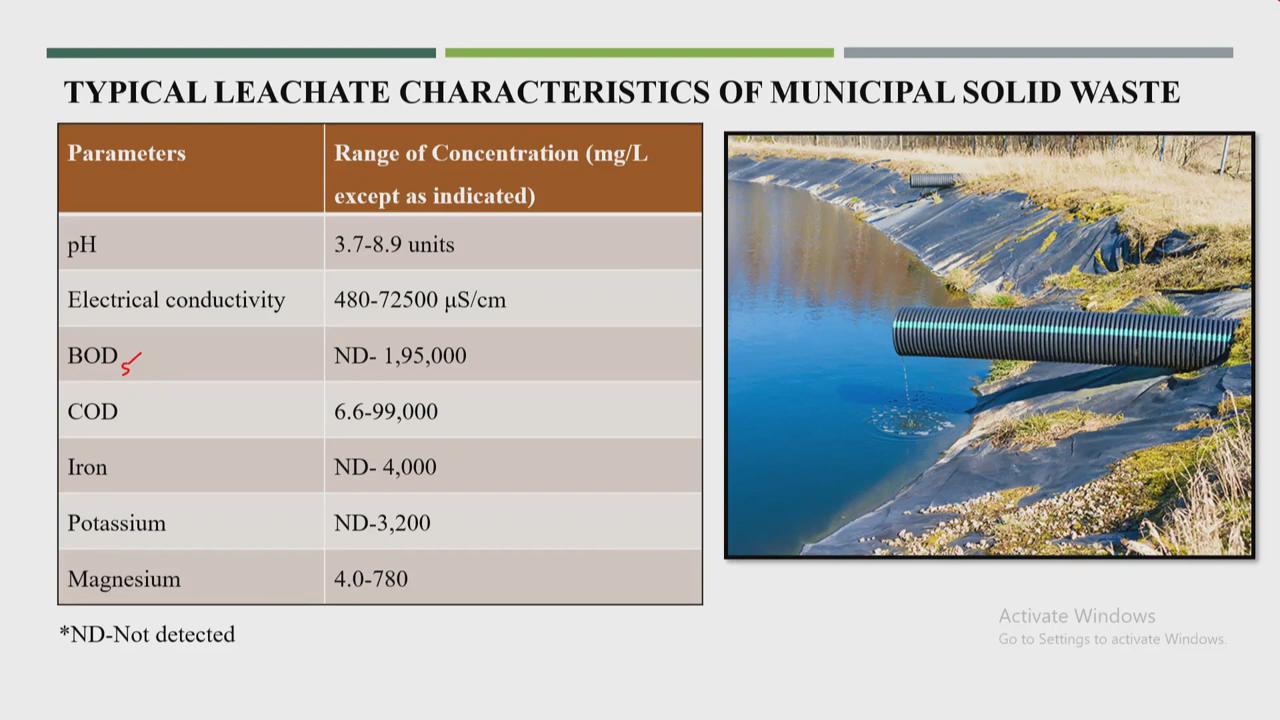 TYPICAL LEACHATE CHARACTERISTICS OF MUNICIPAL SOLID WASTE
Parameters
Range of Concentration (mg/L
except as indicated)
pH
3.7-8.9 units
Electrical conductivity
480-72500 µS/cm
BOD 5
ND- 1,95,000
COD
6.6-99,000
Iron
ND- 4,000
Potassium
ND-3,200
Magnesium
4.0-780
*ND-Not detected
Activate Windows
Go to Settings to activate Windows.